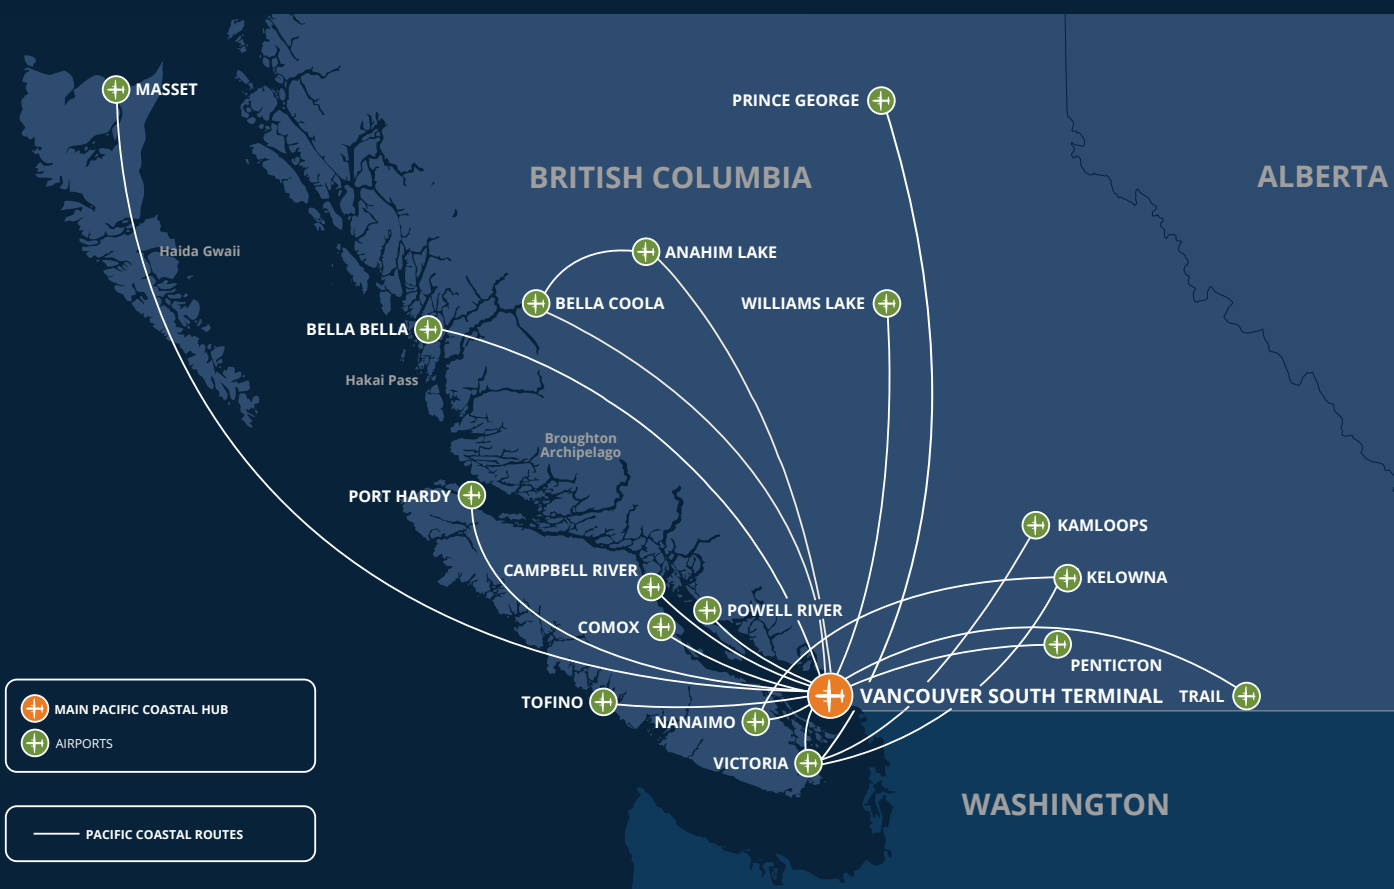 MASSET
PRINCE GEORGE
BRITISH COLUMBIA
ALBERTA
Haida Gwaii
ANAHIM LAKE
BELLA COOLA
WILLIAMS LAKE
BELLA BELLA
Hakai Pass
Broughton
Archipelago
PORT HARDY
KAMLOOPS
CAMPBELL RIVER
KELOWNA
POWELL RIVER
COMOX
PENTICTON
VANCOUVER SOUTH TERMINAL
TRAIL
TOFINO
NANAIMO
VICTORIA
WASHINGTON
MAIN PACIFIC COASTAL HUB
AIRPORTS
PACIFIC COASTAL ROUTES